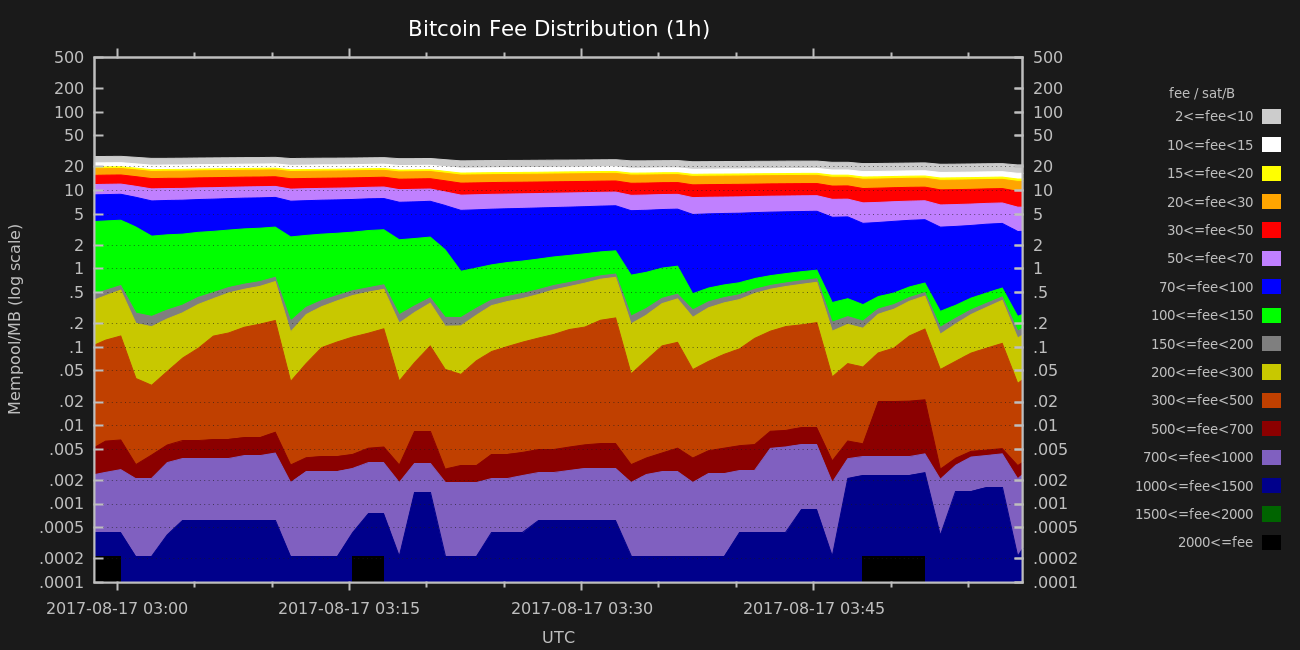 Bitcoin Fee Distribution (1h)
500 500
200 200
100 100
50 50
20 20
10 10
5 5
2 2
1 1
.5 .5
.2 .2
.1 .1
.05 .05
.02 .02
.01 .01
.005 .005
.002 .002
.001 .001
.0005 .0005
.0002 .0002
.0001 .0001
Mempool/MB (log scale)
2017-08-17 03:00 2017-08-17 03:15 2017-08-17 03:30 2017-08-17 03:45
UTC
fee / sat/B
2<=fee<10
10<=fee<15
15<=fee<20
20<=fee<30
30<=fee<50
50<=fee<70
70<=fee<100
100<=fee<150
150<=fee<200
200<=fee<300
300<=fee<500
500<=fee<700
700<=fee<1000
1000<=fee<1500
1500<=fee<2000
2000<=fee